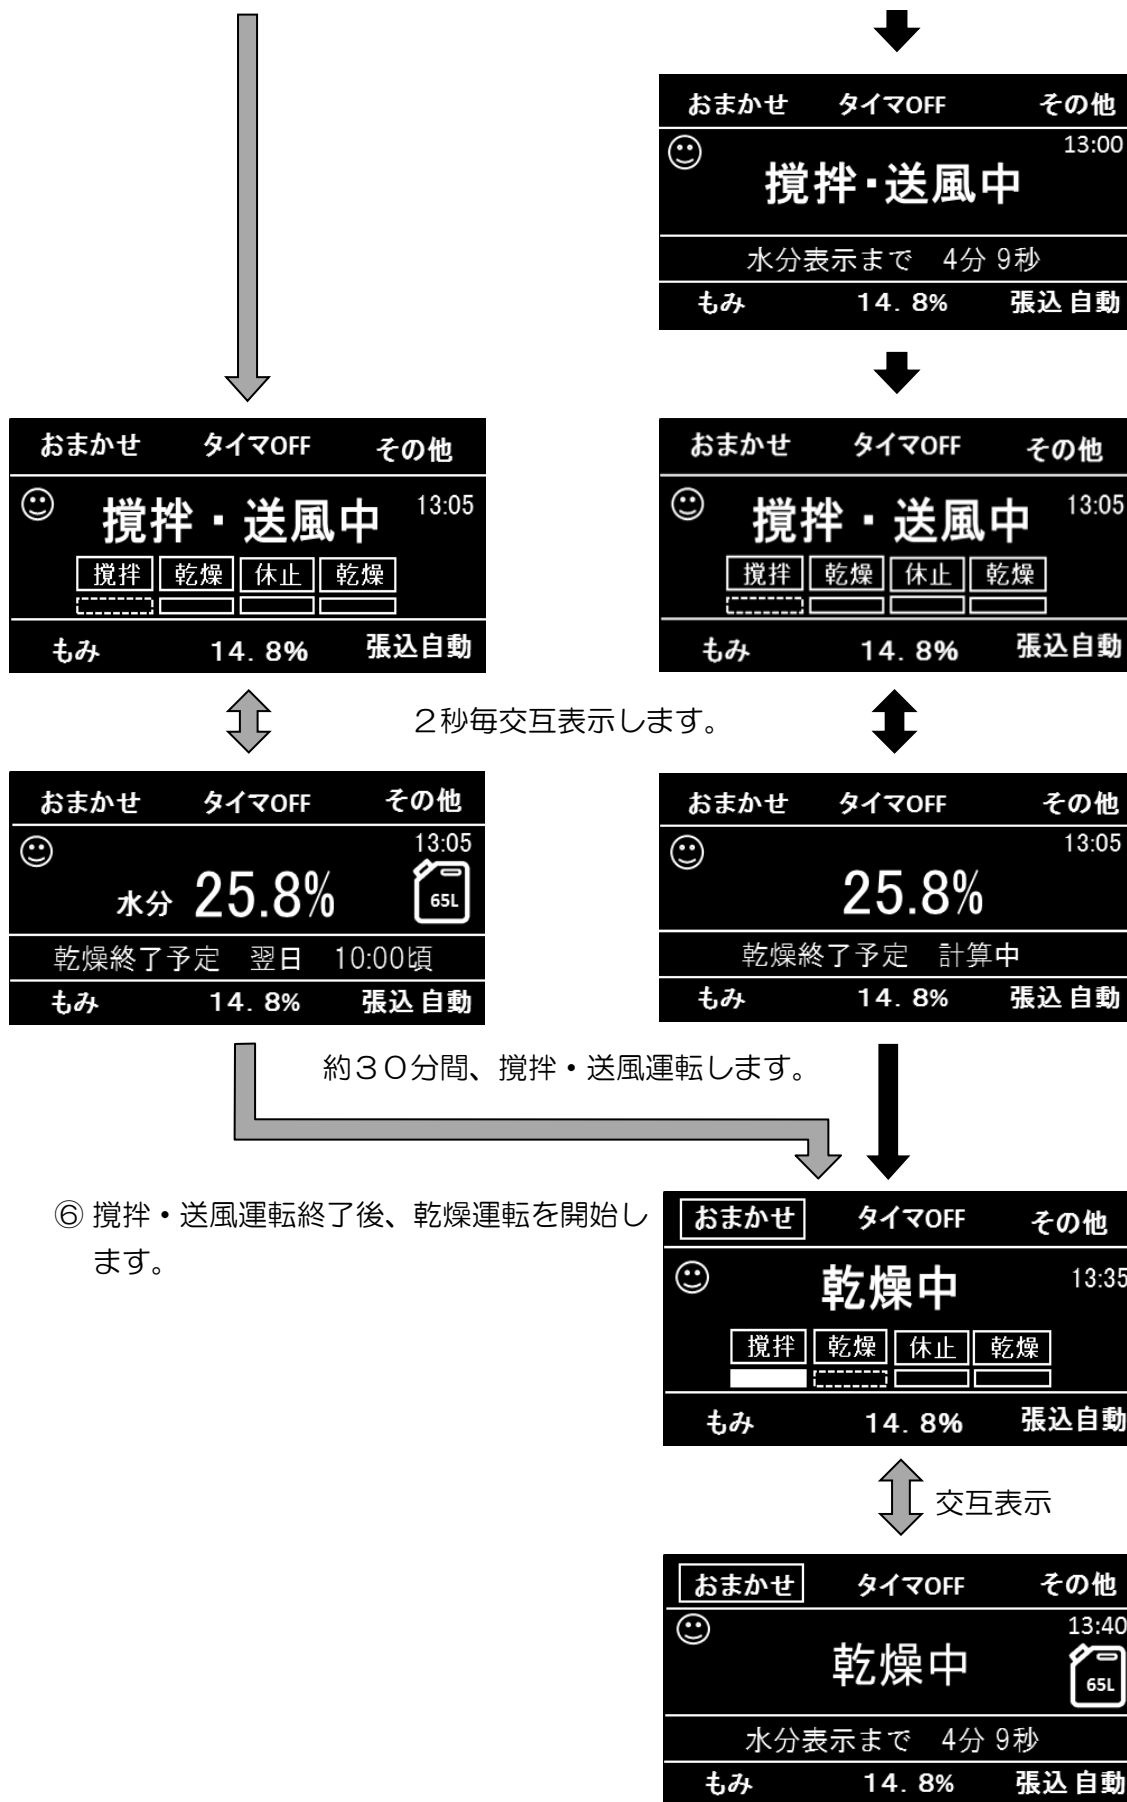 おまかせ タイマOFF その他
13:00
撹拌・送風中
水分表示まで 4分 9秒
もみ 14. 8% 張込 自動
おまかせ タイマOFF その他
撹拌・送風中 13:05
撹拌 乾燥 休止 乾燥
もみ 14. 8% 張込自動
おまかせ タイマOFF その他
撹拌・送風中 13:05
撹拌 乾燥 休止 乾燥
もみ 14. 8% 張込自動
２秒毎交互表示します。
おまかせ タイマOFF その他
13:05
水分 25.8% 65L
乾燥終了予定 翌日 10:00頃
もみ 14. 8% 張込 自動
おまかせ タイマOFF その他
13:05
25.8%
乾燥終了予定 計算中
もみ 14. 8% 張込 自動
約３０分間、撹拌・送風運転します。
⑥ 撹拌・送風運転終了後、乾燥運転を開始し
ます。
おまかせ タイマOFF その他
乾燥中 13:35
撹拌 乾燥 休止 乾燥
もみ 14. 8% 張込自動
交互表示
おまかせ タイマOFF その他
13:40
乾燥中 65L
水分表示まで 4分 9秒
もみ 14. 8% 張込 自動